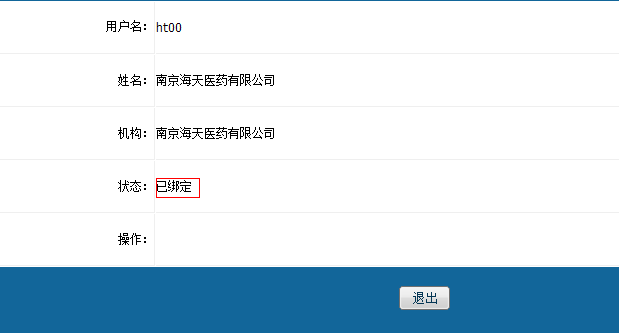 用户名： ht00
姓名： 南京海天医药有限公司
机构： 南京海天医药有限公司
状态： 已绑定
操作：
退出